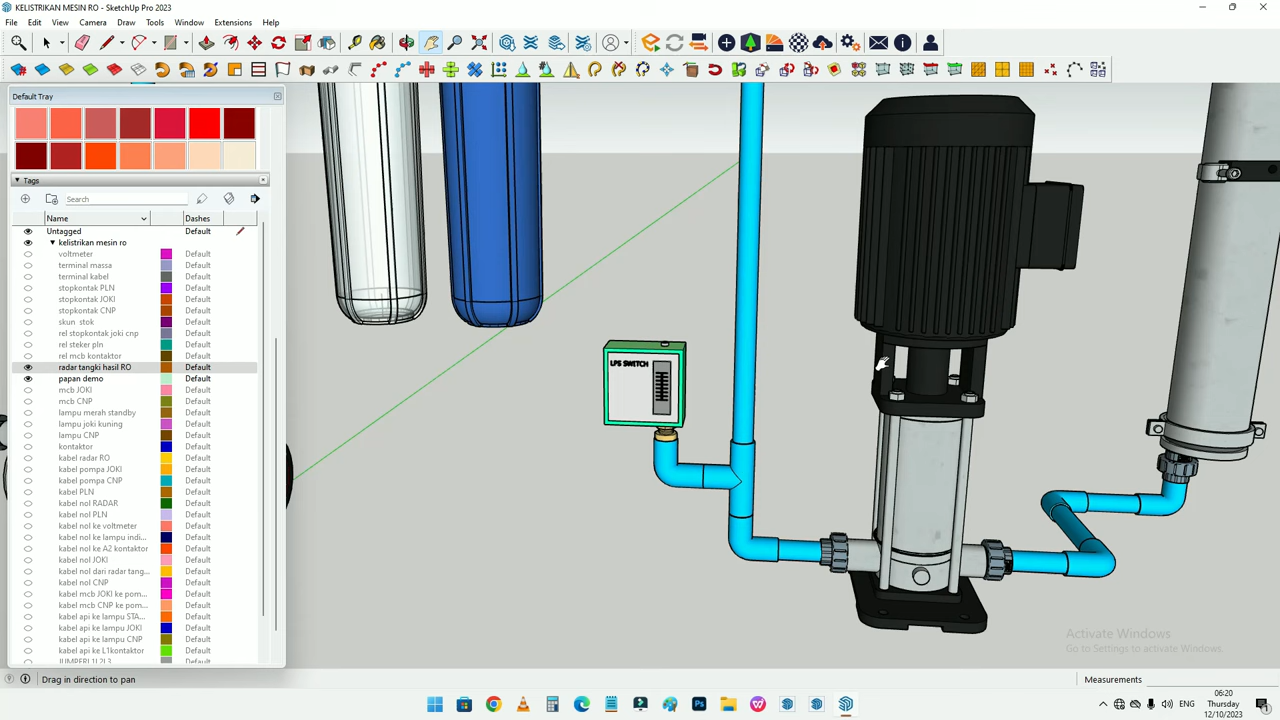 KELISTRIKAN MESIN RO - SketchUp Pro 2023
File Edit View Camera Draw Tools Window Extensions Help
Default Tray
Tags
Search
Name Dashes
Untagged Default
kelistrikan mesin ro
voltmeter Default
terminal massa Default
terminal kabel Default
stopkontak PLN Default
stopkontak JOKI Default
stopkontak CNP Default
skun stok Default
rel stopkontak joki cnp Default
rel steker pln Default
rel mcb kontaktor Default
radar tangki hasil RO Default
papan demo Default
mcb JOKI Default
mcb CNP Default
lampu merah standby Default
lampu joki kuning Default
lampu CNP Default
kontaktor Default
kabel radar RO Default
kabel pompa JOKI Default
kabel pompa CNP Default
kabel PLN Default
kabel nol RADAR Default
kabel nol PLN Default
kabel nol ke voltmeter Default
kabel nol ke lampu indi... Default
kabel nol ke A2 kontaktor Default
kabel nol JOKI Default
kabel nol dari radar tang... Default
kabel nol CNP Default
kabel mcb JOKI ke pom... Default
kabel mcb CNP ke pom... Default
kabel api ke lampu STA... Default
kabel api ke lampu JOKI Default
kabel api ke lampu CNP Default
kabel api ke L1kontaktor Default
JUMPERL1L2L3 Default
LPS SWITCH
Activate Windows
Go to Settings to activate Windows.
Drag in direction to pan
Measurements
ENG
06:20
Thursday
12/10/2023